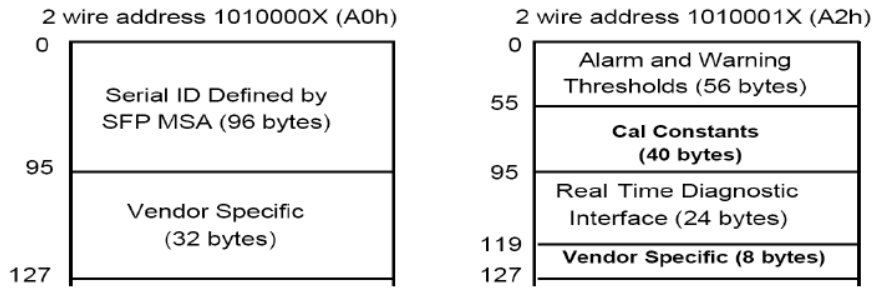 2 wire address 1010000X (A0h)
0
Serial ID Defined by
SFP MSA (96 bytes)
95
Vendor Specific
(32 bytes)
127
2 wire address 1010001X (A2h)
0
Alarm and Warning
Thresholds (56 bytes)
55
Cal Constants
(40 bytes)
95
Real Time Diagnostic
Interface (24 bytes)
119
Vendor Specific (8 bytes)
127